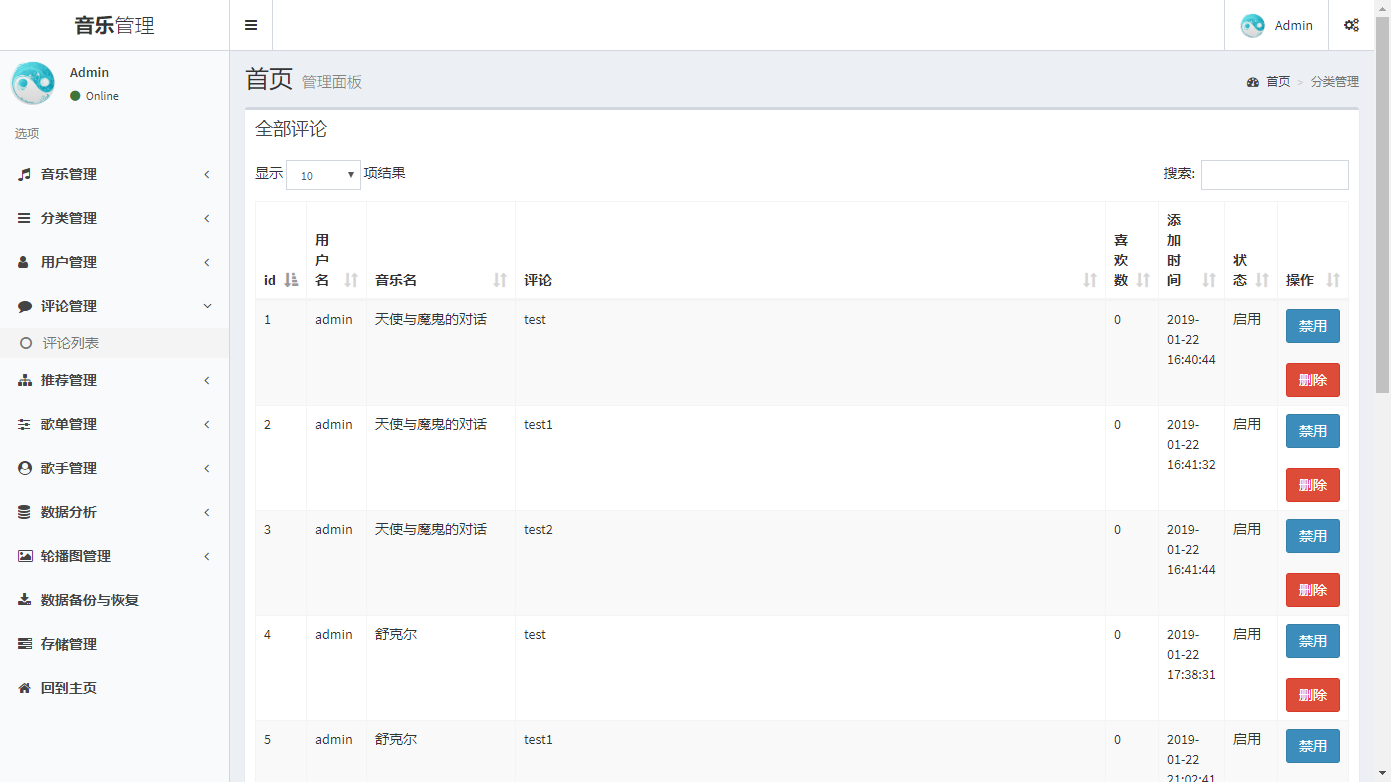 音乐管理
Admin
Admin
Online
选项
音乐管理
分类管理
用户管理
评论管理
评论列表
推荐管理
歌单管理
歌手管理
数据分析
轮播图管理
数据备份与恢复
存储管理
回到主页
首页 管理面板
首页 > 分类管理
全部评论
显示 10 项结果
搜索:
id 用户名 音乐名 评论 喜欢数 添加时间 状态 操作
1 admin 天使与魔鬼的对话 test 0 2019-01-22 16:40:44 启用 禁用
删除
2 admin 天使与魔鬼的对话 test1 0 2019-01-22 16:41:32 启用 禁用
删除
3 admin 天使与魔鬼的对话 test2 0 2019-01-22 16:41:44 启用 禁用
删除
4 admin 舒克尔 test 0 2019-01-22 17:38:31 启用 禁用
删除
5 admin 舒克尔 test1 0 2019-01-22 21:02:41 启用 禁用